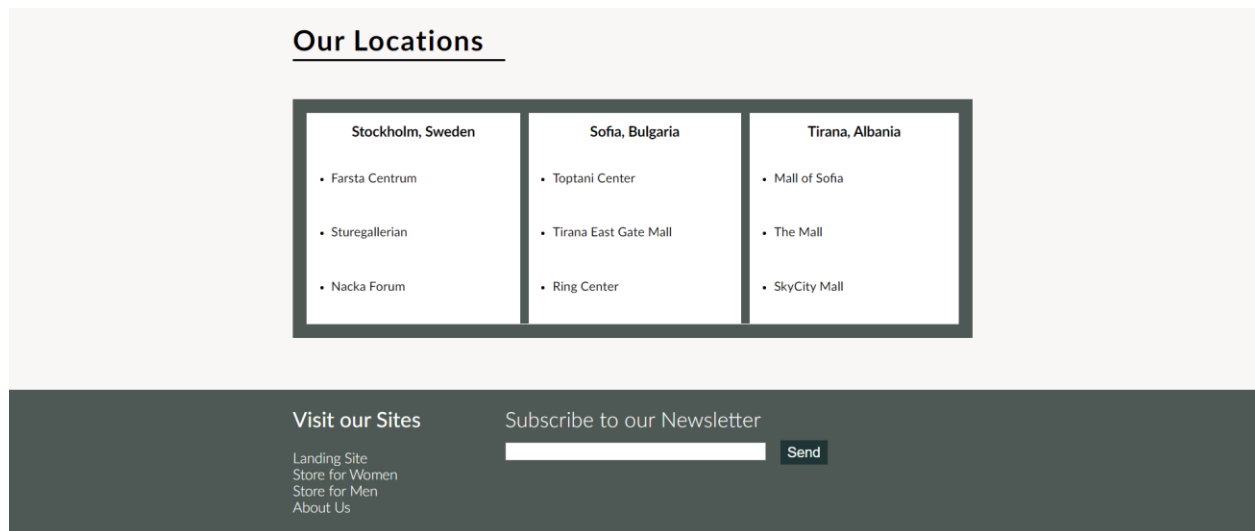 Our Locations
Stockholm, Sweden
Farsta Centrum
Sturegallerian
Nacka Forum
Sofia, Bulgaria
Toptani Center
Tirana East Gate Mall
Ring Center
Tirana, Albania
Mall of Sofia
The Mall
SkyCity Mall
Visit our Sites
Landing Site
Store for Women
Store for Men
About Us
Subscribe to our Newsletter
Send